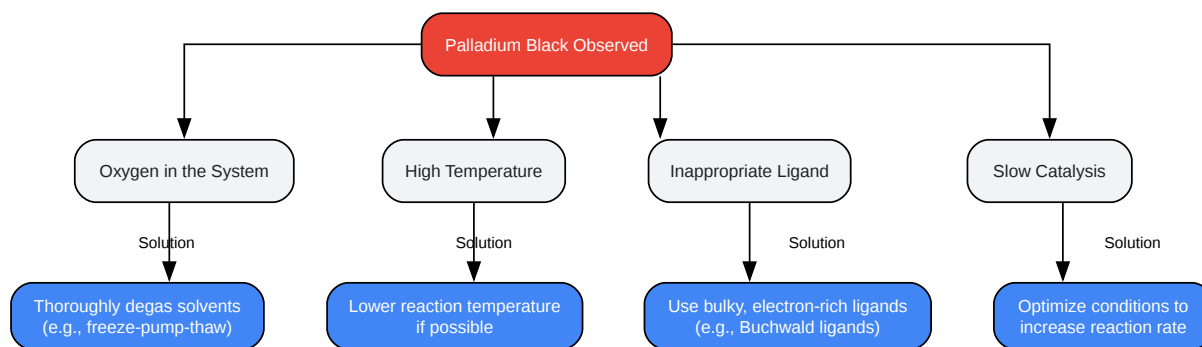 Palladium Black Observed
Oxygen in the System
High Temperature
Inappropriate Ligand
Slow Catalysis
Solution
Solution
Solution
Solution
Thoroughly degas solvents
(e.g., freeze-pump-thaw)
Lower reaction temperature
if possible
Use bulky, electron-rich ligands
(e.g., Buchwald ligands)
Optimize conditions to
increase reaction rate